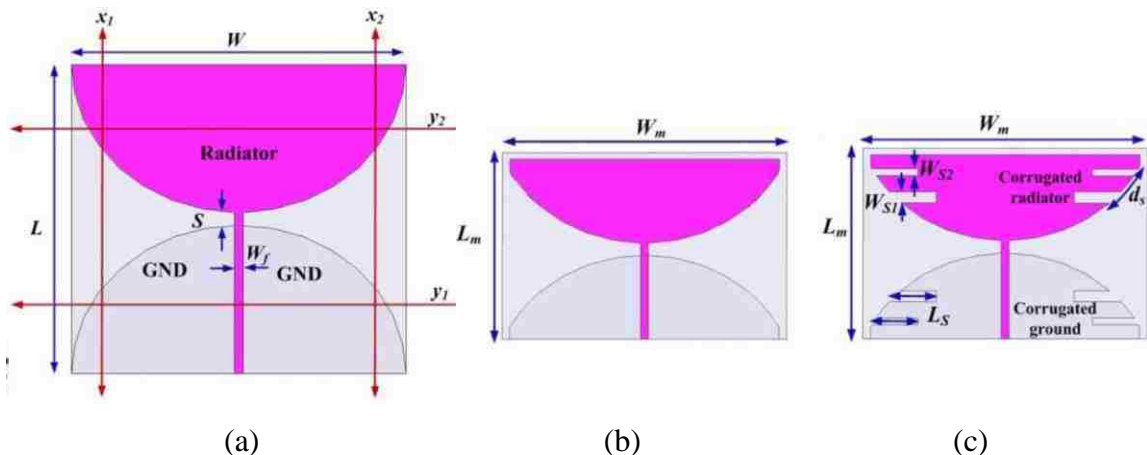 x1
x2
W
y2
Radiator
S
L
Wf
GND
GND
y1
Wm
Lm
Wm
WS2
Corrugated
radiator
WS1
ds
Lm
LS
Corrugated
ground
(a)
(b)
(c)